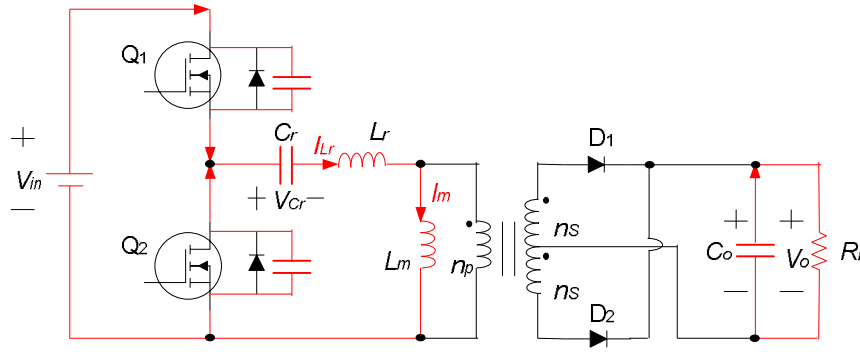 Q1
Cr
ILr
Lr
D1
+
Vin
−
+ VCr −
Im
nS
Q2
Lm
np
nS
Co
+
−
+
Vo
−
D2